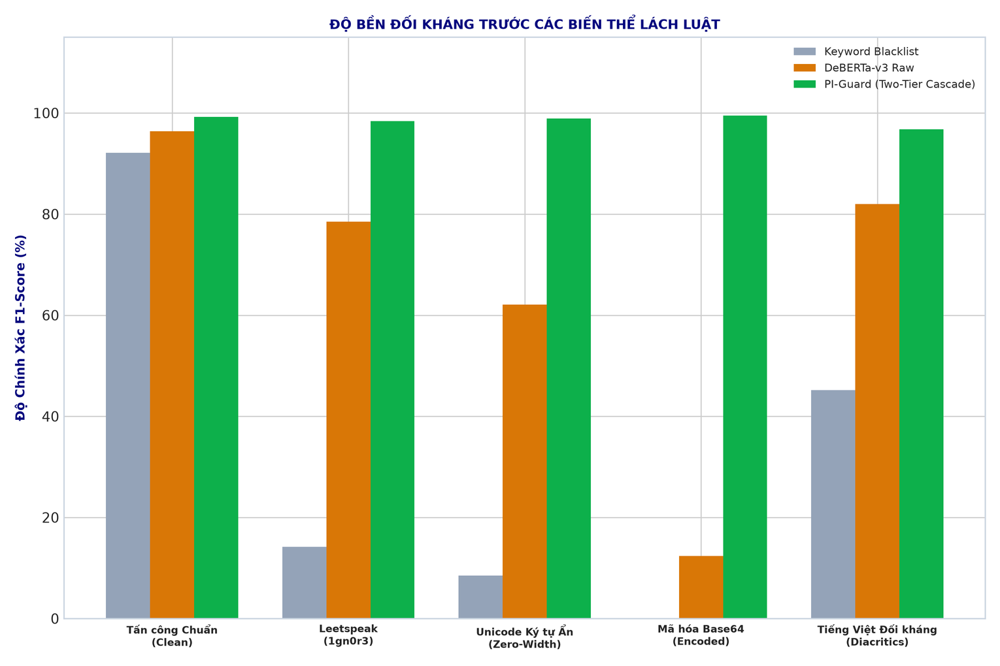 ĐỘ BỀN ĐỐI KHÁNG TRƯỚC CÁC BIẾN THỂ LÁCH LUẬT
Keyword Blacklist
DeBERTa-v3 Raw
PI-Guard (Two-Tier Cascade)
Độ Chính Xác F1-Score (%)
100
80
60
40
20
0
Tấn công Chuẩn
(Clean)
Leetspeak
(1gn0r3)
Unicode Ký tự Ẩn
(Zero-Width)
Mã hóa Base64
(Encoded)
Tiếng Việt Đối kháng
(Diacritics)